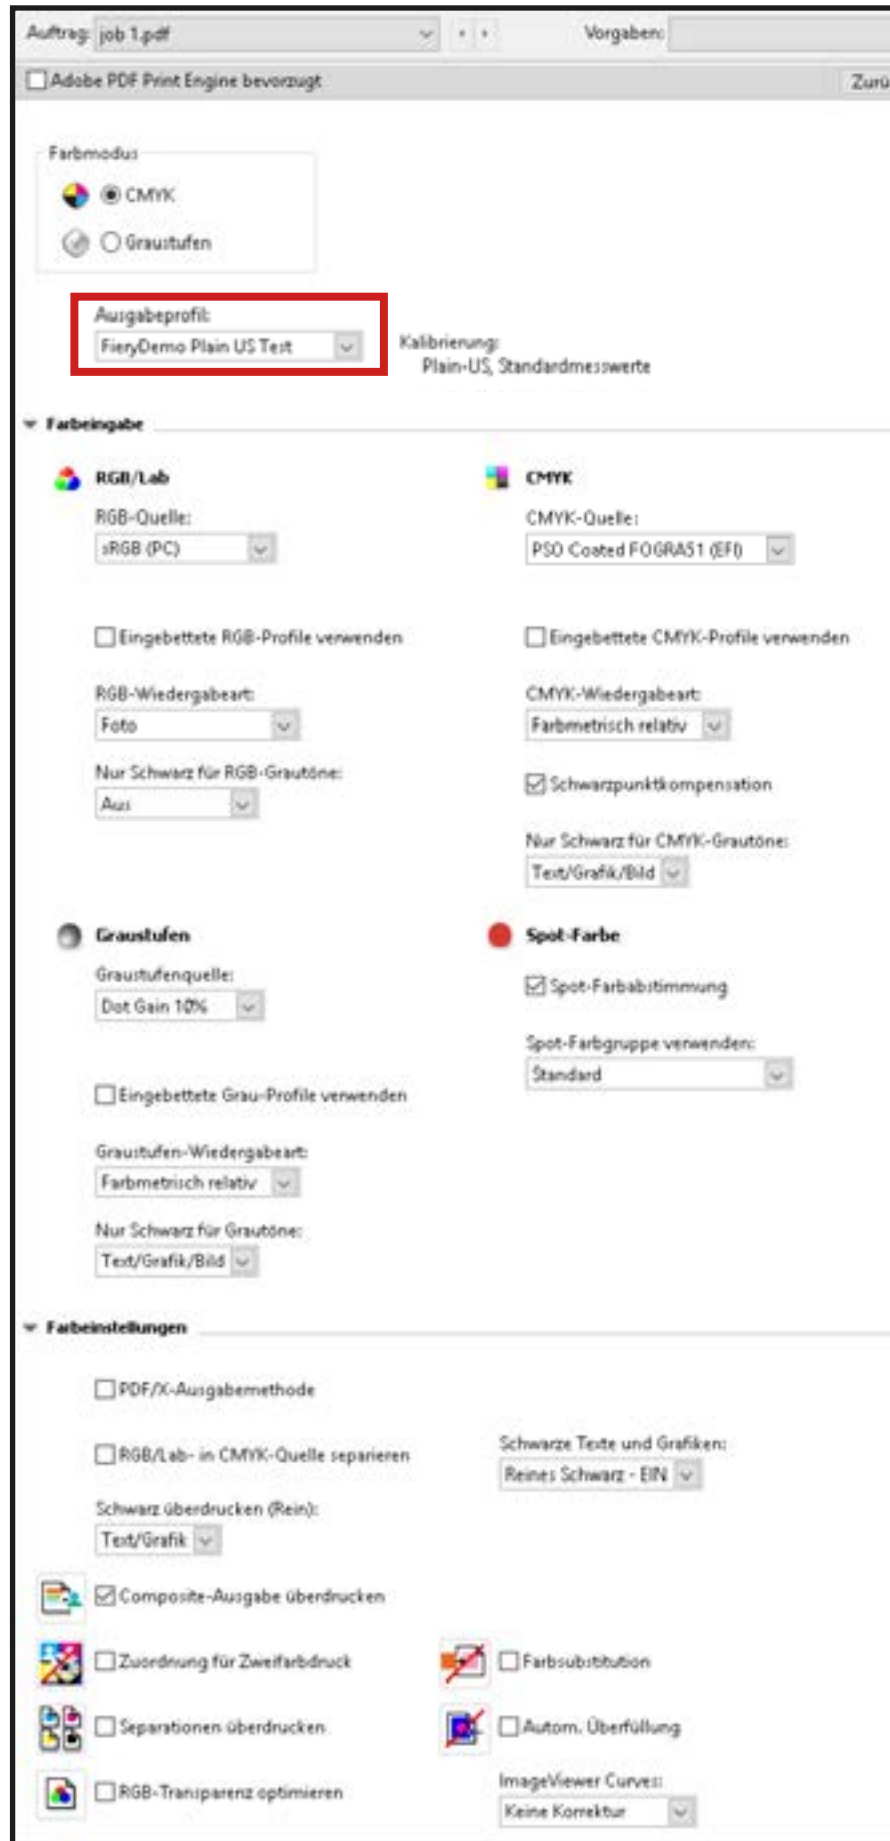 Auftrag: job 1.pdf Vorgaben:
Adobe PDF Print Engine bevorzugt Zurü
Farbmodus
CMYK
Graustufen
Ausgabeprofil:
FieryDemo Plain US Test
Kalibrierung:
Plain-US, Standardmesswerte
Farbeingabe
RGB/Lab
RGB-Quelle:
sRGB (PC)
Eingebettete RGB-Profile verwenden
RGB-Wiedergabeart:
Foto
Nur Schwarz für RGB-Grautöne:
Aus
CMYK
CMYK-Quelle:
PSO Coated FOGRA51 (EFI)
Eingebettete CMYK-Profile verwenden
CMYK-Wiedergabeart:
Farbmetrisch relativ
Schwarzpunktkompensation
Nur Schwarz für CMYK-Grautöne:
Text/Grafik/Bild
Graustufen
Graustufenquelle:
Dot Gain 10%
Eingebettete Grau-Profile verwenden
Graustufen-Wiedergabeart:
Farbmetrisch relativ
Nur Schwarz für Grautöne:
Text/Grafik/Bild
Spot-Farbe
Spot-Farbabstimmung
Spot-Farbgruppe verwenden:
Standard
Farbeinstellungen
PDF/X-Ausgabemethode
RGB/Lab- in CMYK-Quelle separieren
Schwarze Texte und Grafiken:
Reines Schwarz - EIN
Schwarz überdrucken (Rein):
Text/Grafik
Composite-Ausgabe überdrucken
Zuordnung für Zweifarbdruck
Farbsubstitution
Separationen überdrucken
Autom. Überfüllung
RGB-Transparenz optimieren
ImageViewer Curves:
Keine Korrektur